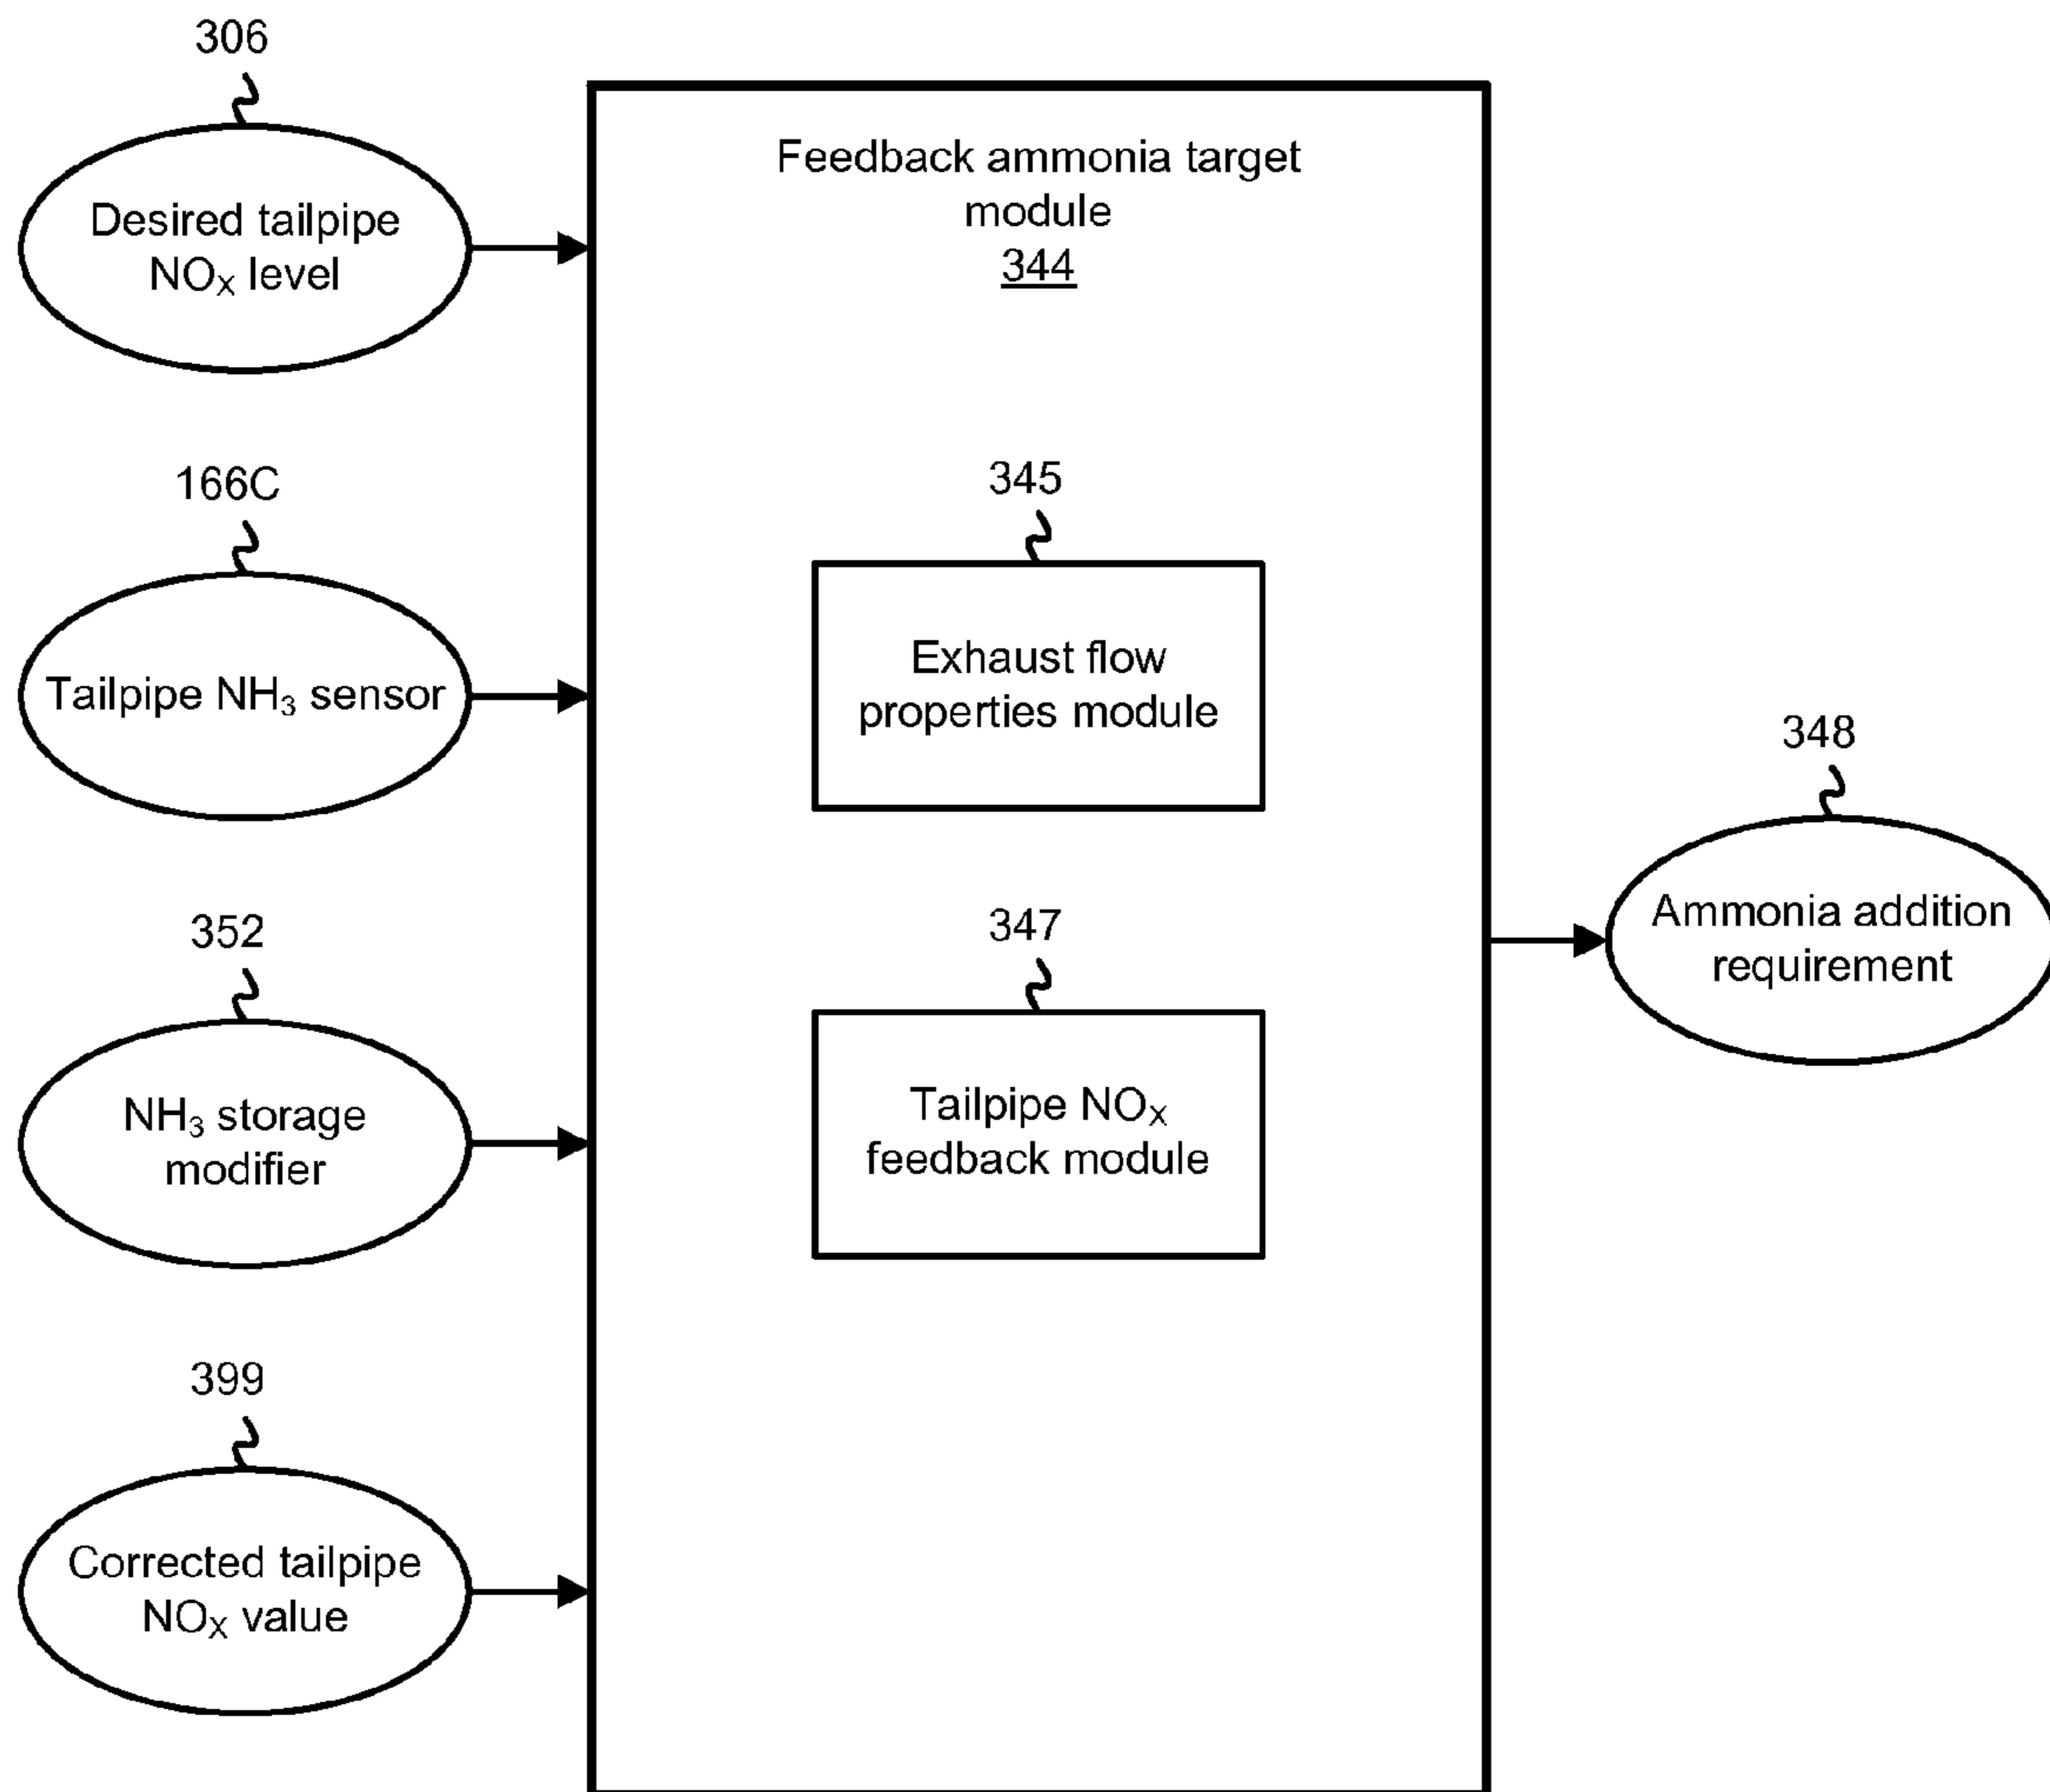 306
Desired tailpipe
NOX level
166C
Tailpipe NH3 sensor
352
NH3 storage
modifier
399
Corrected tailpipe
NOX value
Feedback ammonia target
module
344
345
Exhaust flow
properties module
347
Tailpipe NOX
feedback module
348
Ammonia addition
requirement